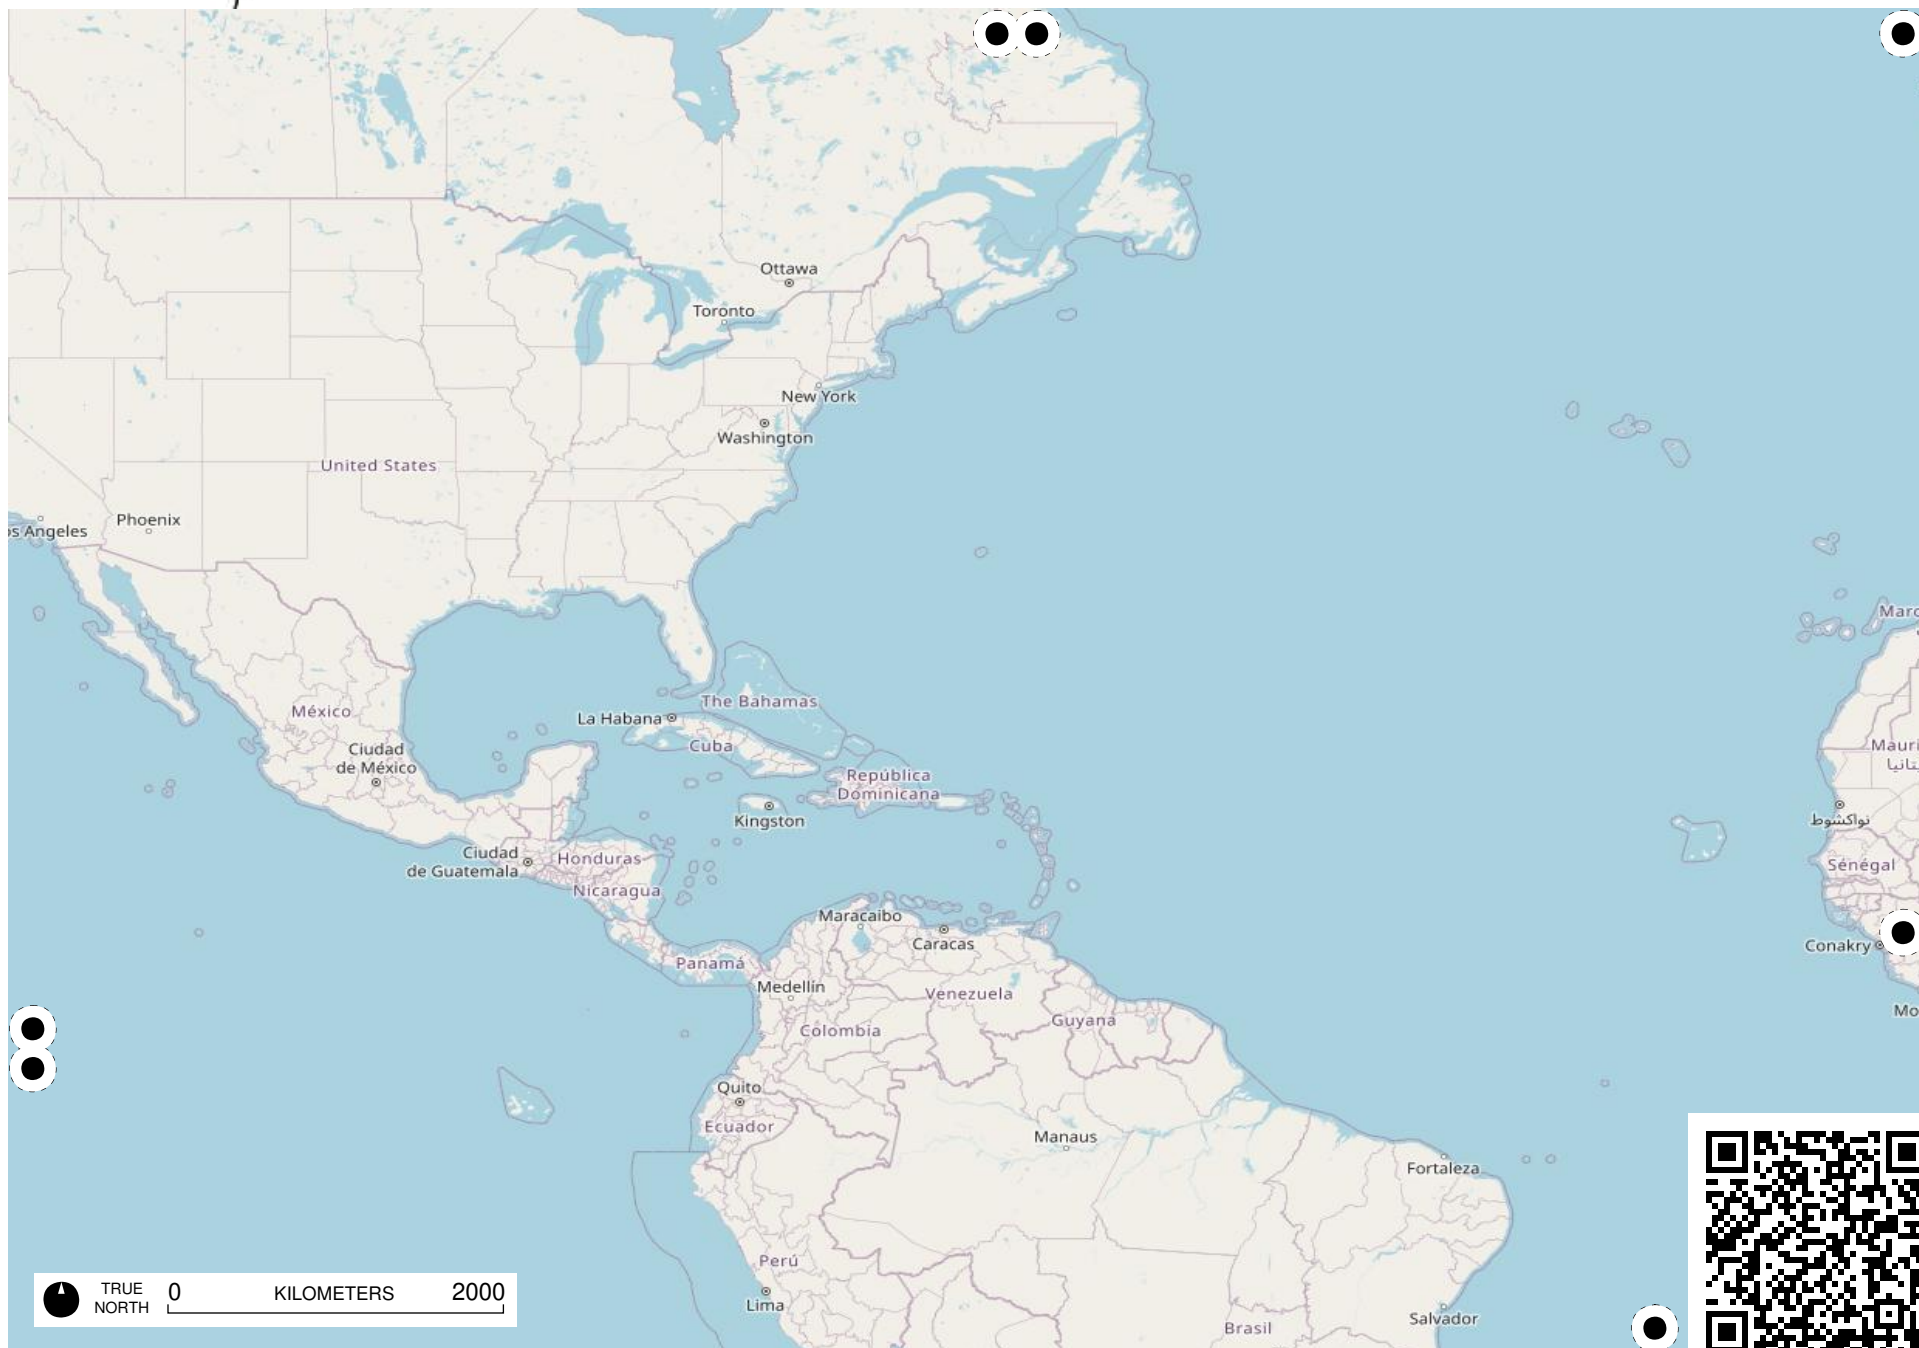 Ottawa
Toronto
New York
Washington
United States
Phoenix
os Angeles
Marc
The Bahamas
México
La Habana
Cuba
Ciudad
de México
Mauri
República
Dominicana
Kingston
نواكشوط
Ciudad
de Guatemala
Honduras
Sénégal
Nicaragua
Maracaibo
Caracas
Conakry
Panamá
Medellín
Venezuela
Mo
Guyana
Colombia
Quito
Ecuador
Manaus
Fortaleza
Perú
Lima
Salvador
Brasil
TRUE
NORTH
0 KILOMETERS 2000